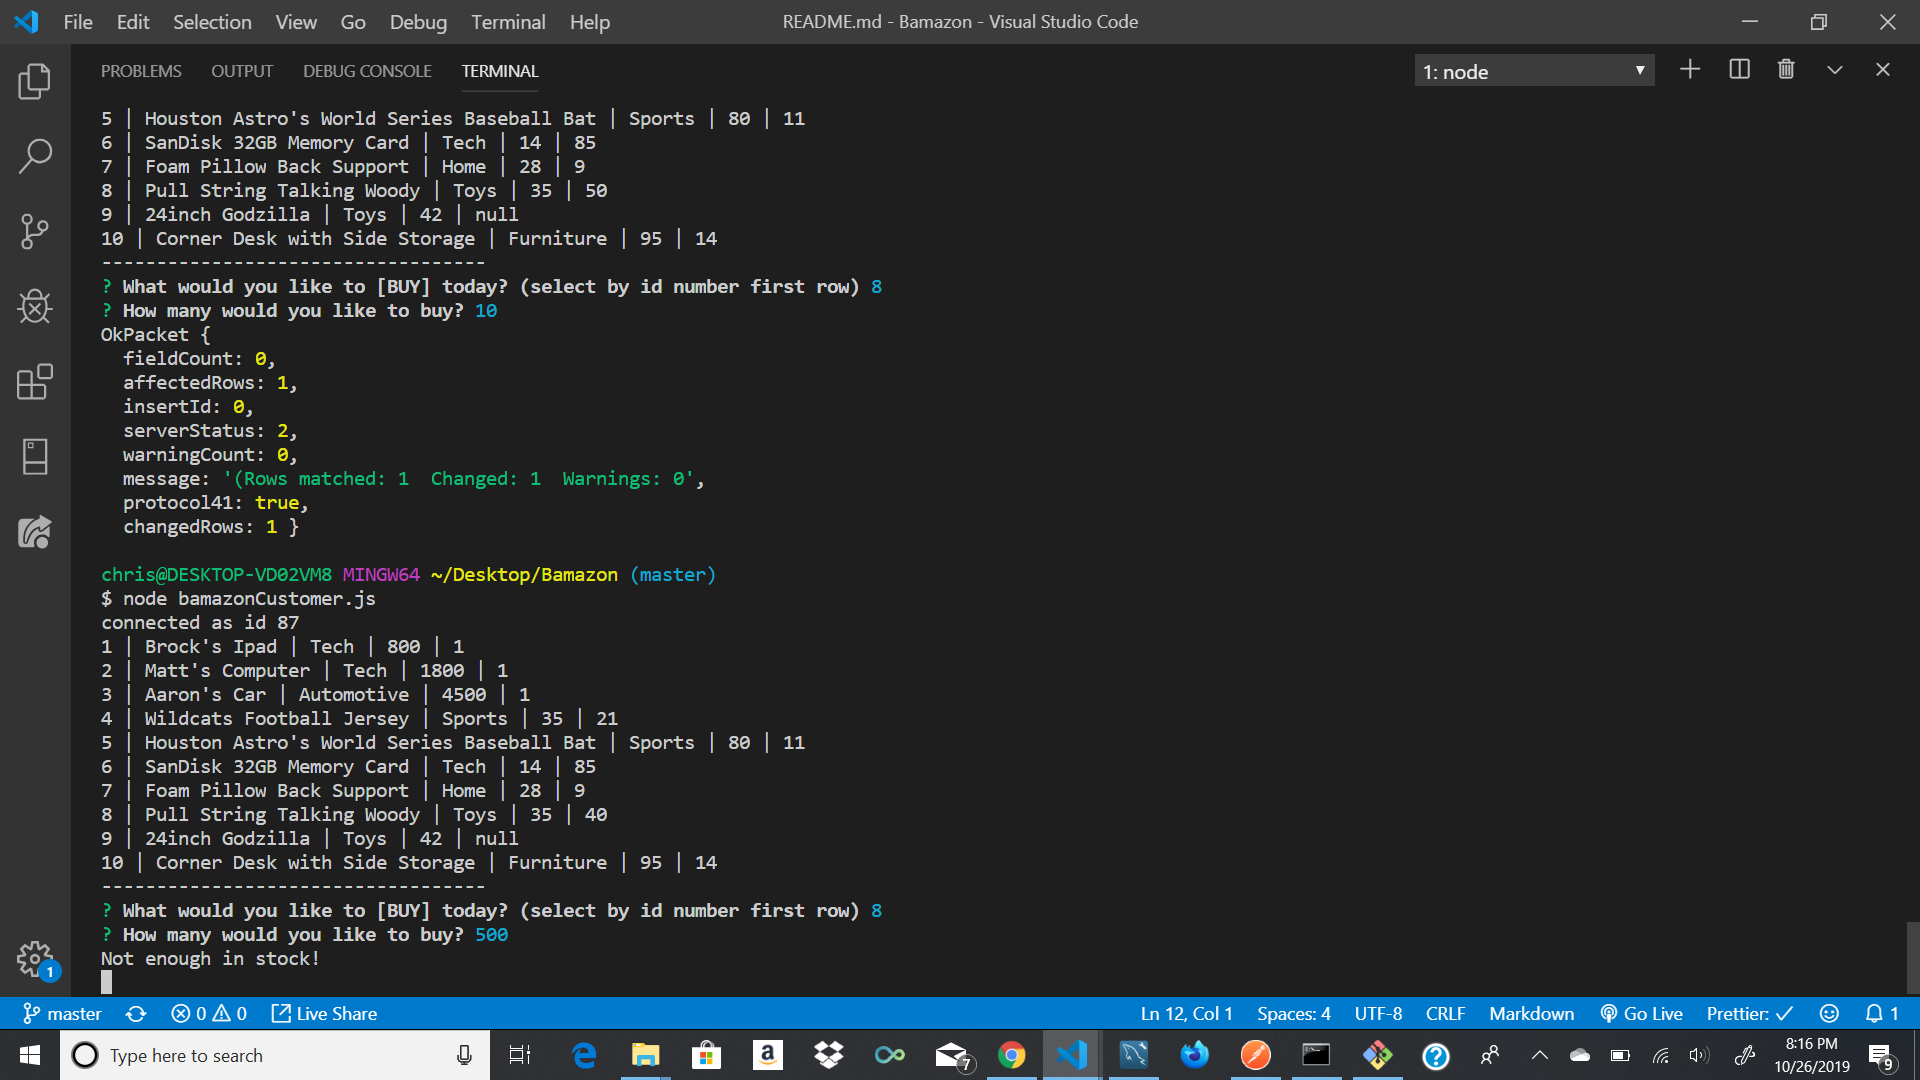 File Edit Selection View Go Debug Terminal Help
README.md - Bamazon - Visual Studio Code
PROBLEMS OUTPUT DEBUG CONSOLE TERMINAL
1: node
5 | Houston Astro's World Series Baseball Bat | Sports | 80 | 11
6 | SanDisk 32GB Memory Card | Tech | 14 | 85
7 | Foam Pillow Back Support | Home | 28 | 9
8 | Pull String Talking Woody | Toys | 35 | 50
9 | 24inch Godzilla | Toys | 42 | null
10 | Corner Desk with Side Storage | Furniture | 95 | 14
-----------------------------------
? What would you like to [BUY] today? (select by id number first row) 8
? How many would you like to buy? 10
OkPacket {
  fieldCount: 0,
  affectedRows: 1,
  insertId: 0,
  serverStatus: 2,
  warningCount: 0,
  message: '(Rows matched: 1  Changed: 1  Warnings: 0',
  protocol41: true,
  changedRows: 1 }
chris@DESKTOP-VD02VM8 MINGW64 ~/Desktop/Bamazon (master)
$ node bamazonCustomer.js
connected as id 87
1 | Brock's Ipad | Tech | 800 | 1
2 | Matt's Computer | Tech | 1800 | 1
3 | Aaron's Car | Automotive | 4500 | 1
4 | Wildcats Football Jersey | Sports | 35 | 21
5 | Houston Astro's World Series Baseball Bat | Sports | 80 | 11
6 | SanDisk 32GB Memory Card | Tech | 14 | 85
7 | Foam Pillow Back Support | Home | 28 | 9
8 | Pull String Talking Woody | Toys | 35 | 40
9 | 24inch Godzilla | Toys | 42 | null
10 | Corner Desk with Side Storage | Furniture | 95 | 14
-----------------------------------
? What would you like to [BUY] today? (select by id number first row) 8
? How many would you like to buy? 500
Not enough in stock!
1
master 0 0 Live Share Ln 12, Col 1 Spaces: 4 UTF-8 CRLF Markdown Go Live Prettier: ✓ 1
Type here to search
a
7
8:16 PM
10/26/2019
9